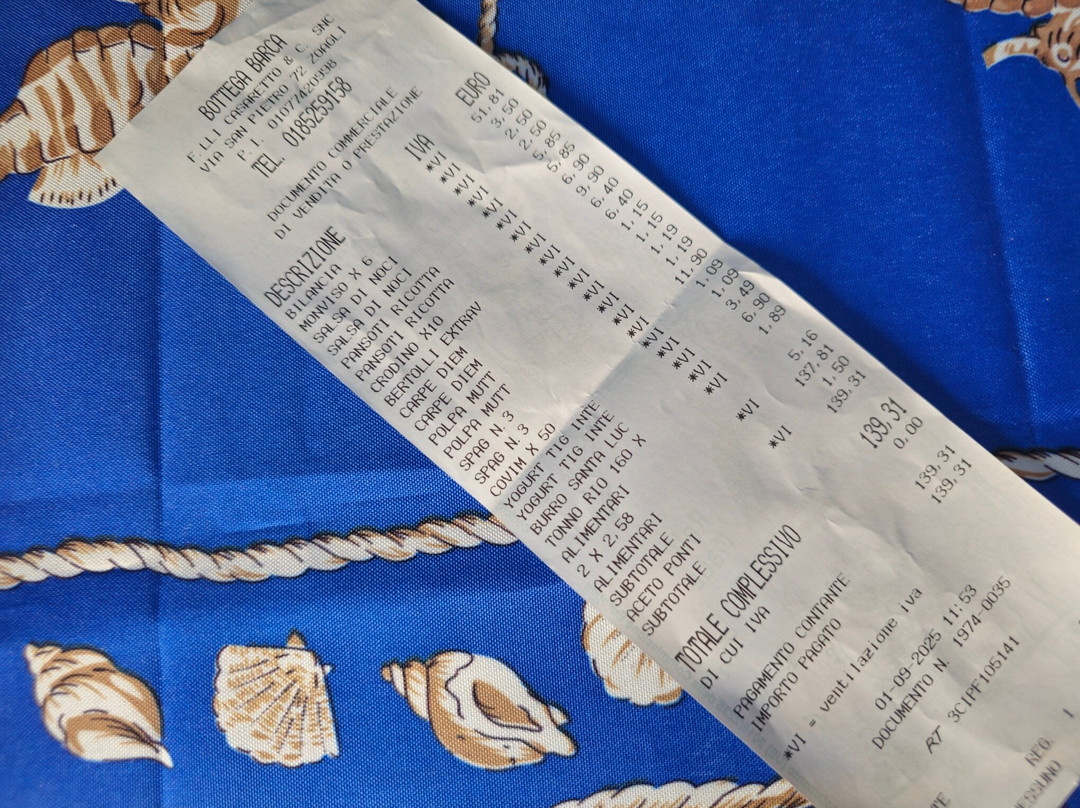 BOTTEGA BARCA
F.LLI CASARETTO & C. SNC
VIA SAN PIETRO 72 ZOAGLI
P. I. 01077420998
TEL. 0185259158
DOCUMENTO COMMERCIALE
DI VENDITA O PRESTAZIONE
DESCRIZIONE IVA EURO
BILANCIA *VI 51.81
MONVISO X 6 *VI 3.50
SALSA DI NOCI *VI 2.50
SALSA DI NOCI *VI 2.50
PANSOTI RICOTTA *VI 5.85
PANSOTI RICOTTA *VI 5.85
CRODINO X10 *VI 6.90
BERTOLLI EXTRAV *VI 9.90
CARPE DIEM *VI 6.40
CARPE DIEM *VI 6.40
POLPA MUTT *VI 1.15
POLPA MUTT *VI 1.15
SPAG N.3 *VI 1.19
SPAG N.3 *VI 1.19
COVIM X 50 *VI 11.90
YOGURT TIG INTE *VI 1.09
YOGURT TIG INTE *VI 1.09
BURRO SANTA LUC *VI 3.49
TONNO RIO 160 X *VI 6.90
ALIMENTARI *VI 1.89
2 X 2.58
ALIMENTARI *VI 5.16
SUBTOTALE 137.81
ACETO PONTI *VI 1.50
SUBTOTALE 139.31
TOTALE COMPLESSIVO 139,31
DI CUI IVA 0,00
PAGAMENTO CONTANTE 139.31
IMPORTO PAGATO 139.31
*VI = ventilazione iva
01-09-2025 11:53
DOCUMENTO N. 1974-0035
RT 3CIPF105141
1
REG.